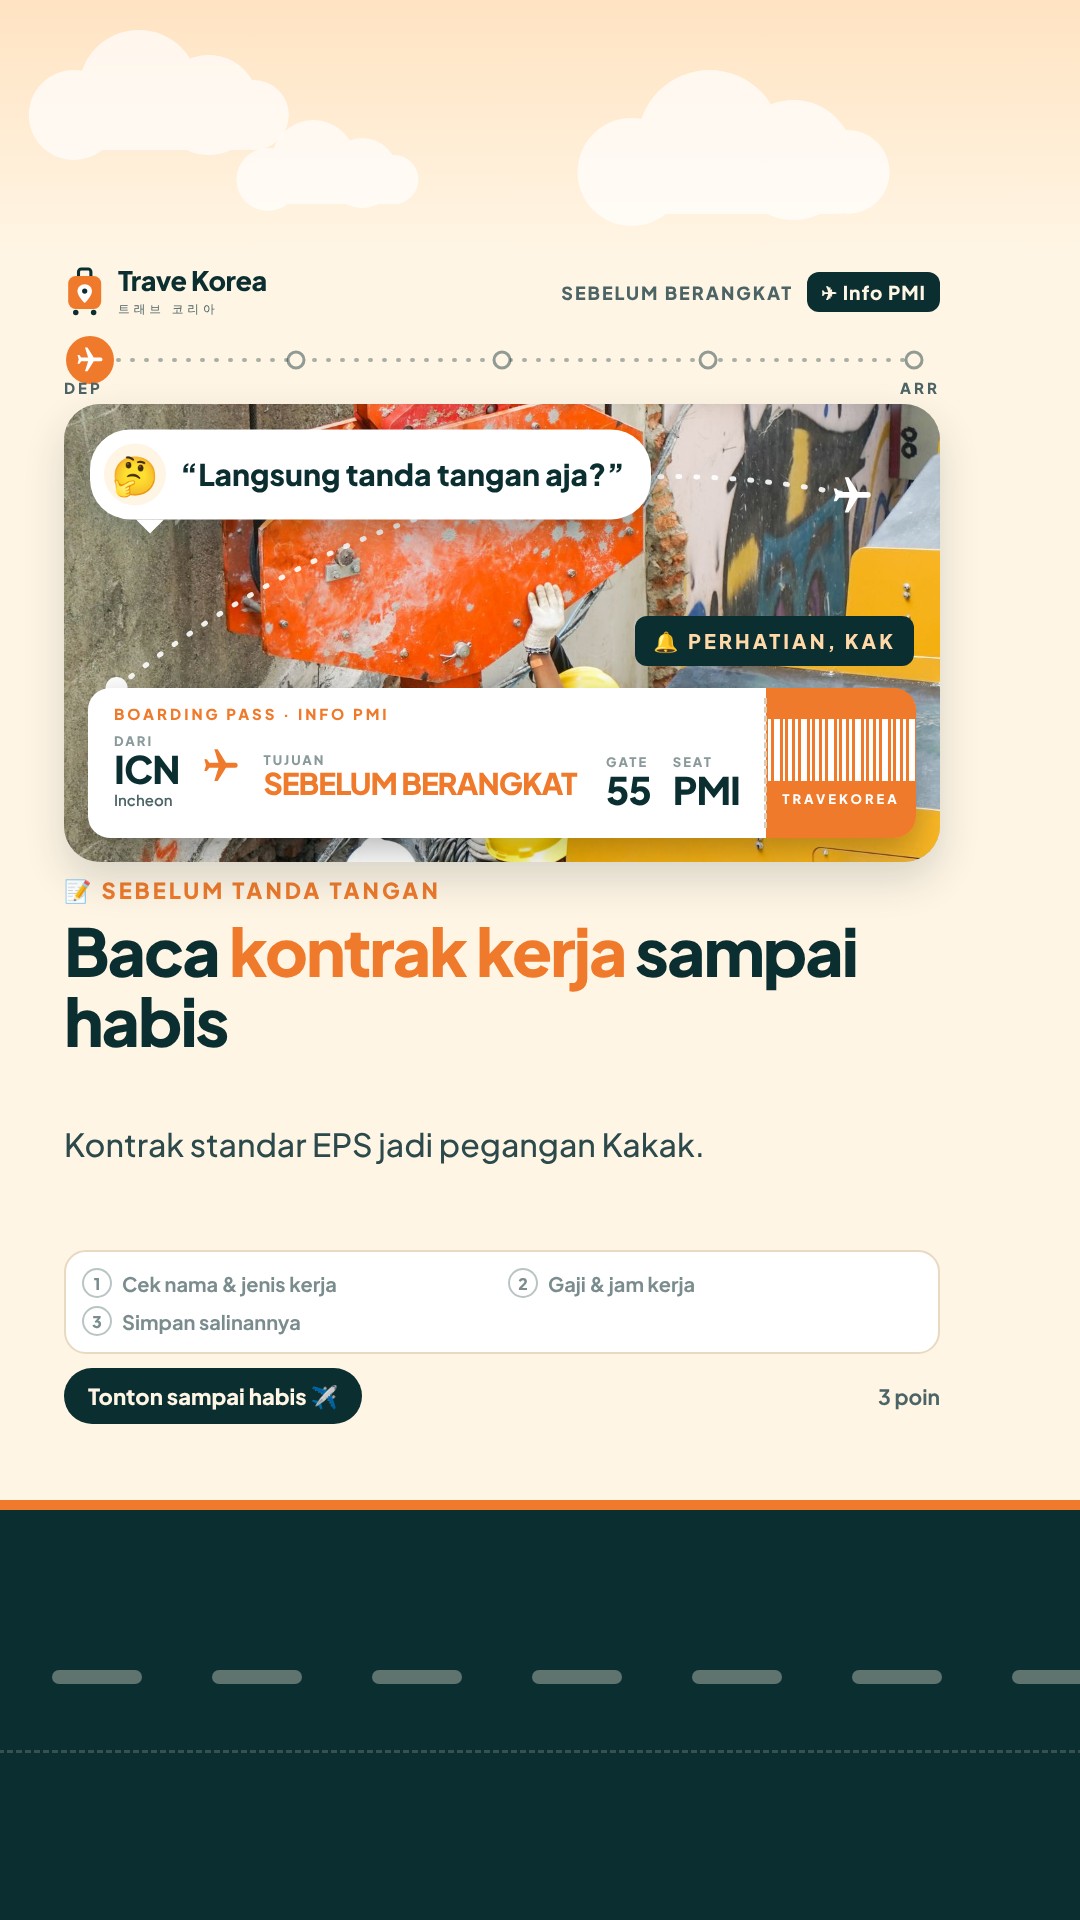 Trave Korea
트래브 코리아
SEBELUM BERANGKAT
✈ Info PMI
DEP
ARR
🤔 “Langsung tanda tangan aja?”
🔔 PERHATIAN, KAK
BOARDING PASS · INFO PMI
DARI
ICN
Incheon
TUJUAN
SEBELUM BERANGKAT
GATE
55
SEAT
PMI
TRAVEKOREA
📝 SEBELUM TANDA TANGAN
Baca kontrak kerja sampai
habis
Kontrak standar EPS jadi pegangan Kakak.
1 Cek nama & jenis kerja
2 Gaji & jam kerja
3 Simpan salinannya
Tonton sampai habis ✈️
3 poin